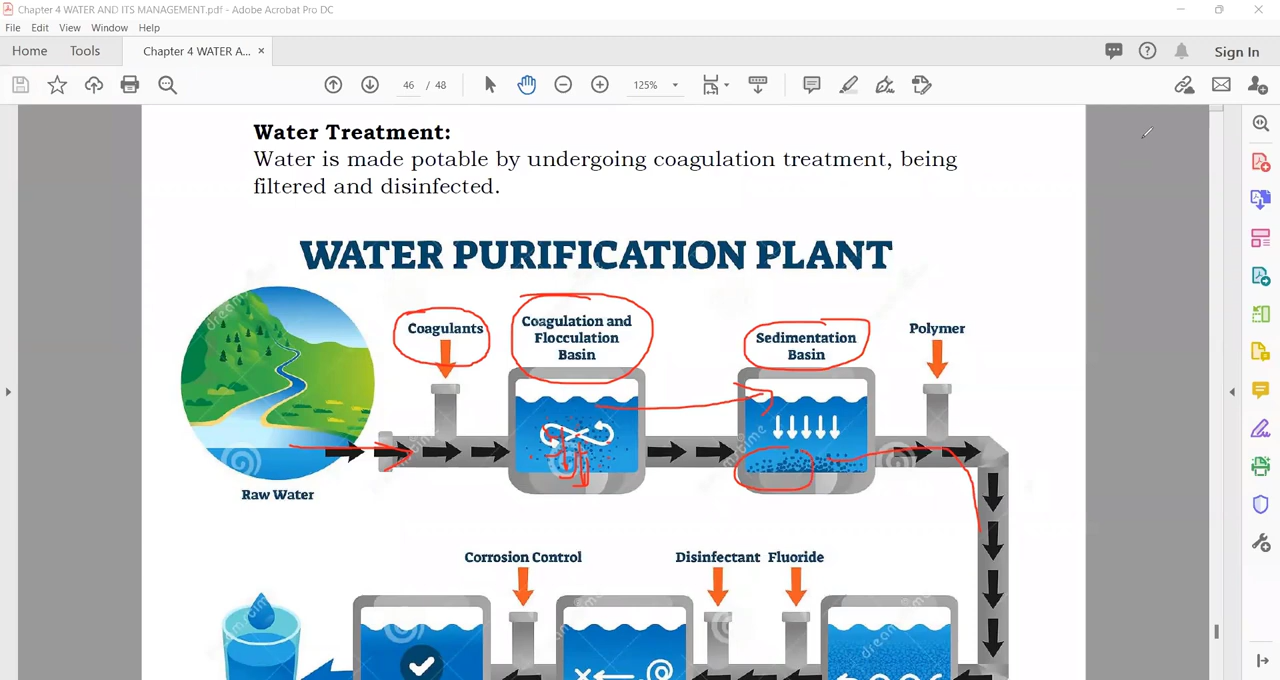 Chapter 4 WATER AND ITS MANAGEMENT.pdf - Adobe Acrobat Pro DC
File Edit View Window Help
Home Tools Chapter 4 WATER A... × Sign In
46 / 48 125%
Water Treatment:
Water is made potable by undergoing coagulation treatment, being
filtered and disinfected.
WATER PURIFICATION PLANT
Coagulants
Coagulation and
Flocculation
Basin
Sedimentation
Basin
Polymer
Raw Water
Corrosion Control
Disinfectant
Fluoride